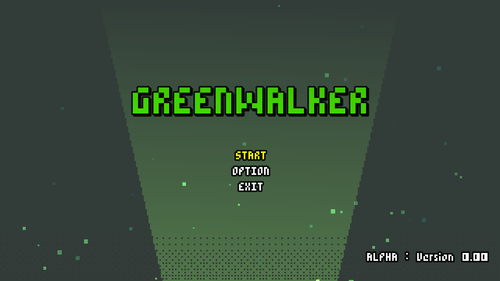 GREENWALKER
START
OPTION
EXIT
ALPHA : Version 0.00